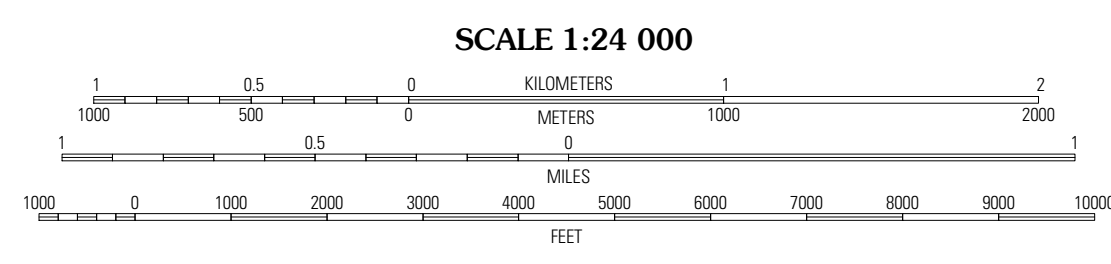 SCALE 1:24 000
1 0.5 0 KILOMETERS 1 2
1000 500 0 METERS 1000 2000
1 0.5 0 1
MILES
1000 0 1000 2000 3000 4000 5000 6000 7000 8000 9000 10000
FEET